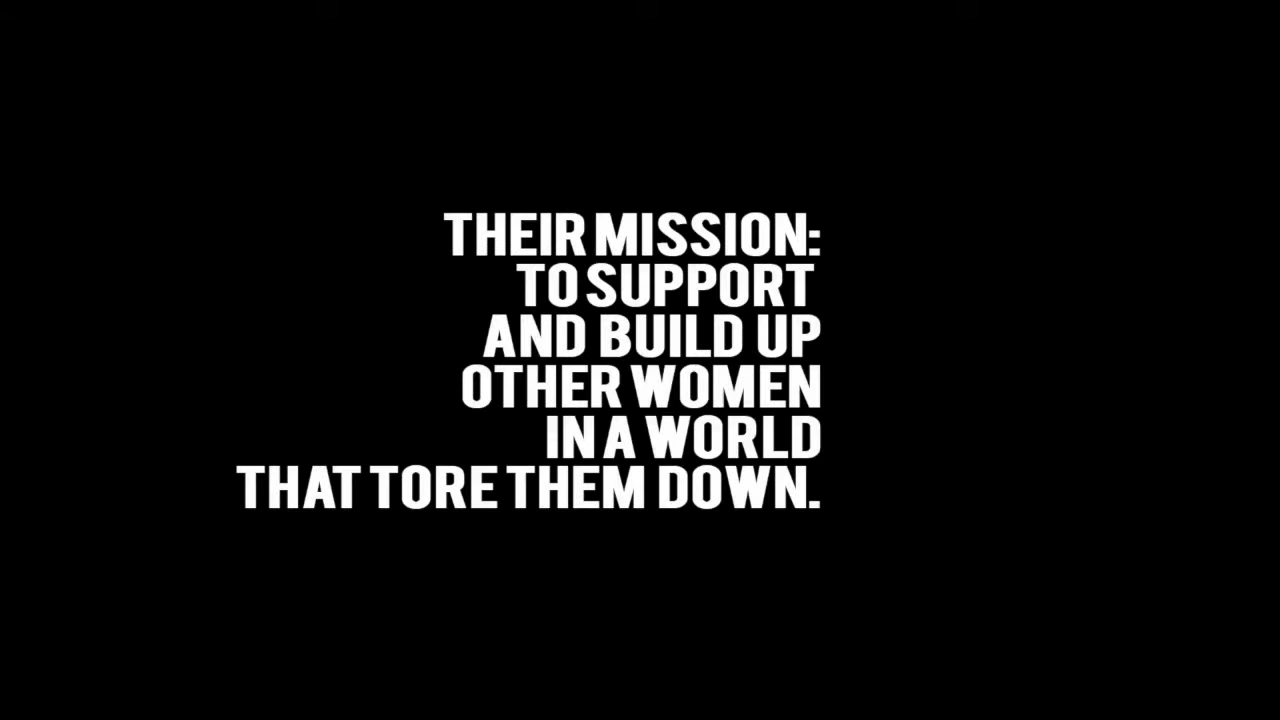 THEIR MISSION:
TO SUPPORT
AND BUILD UP
OTHER WOMEN
IN A WORLD
THAT TORE THEM DOWN.